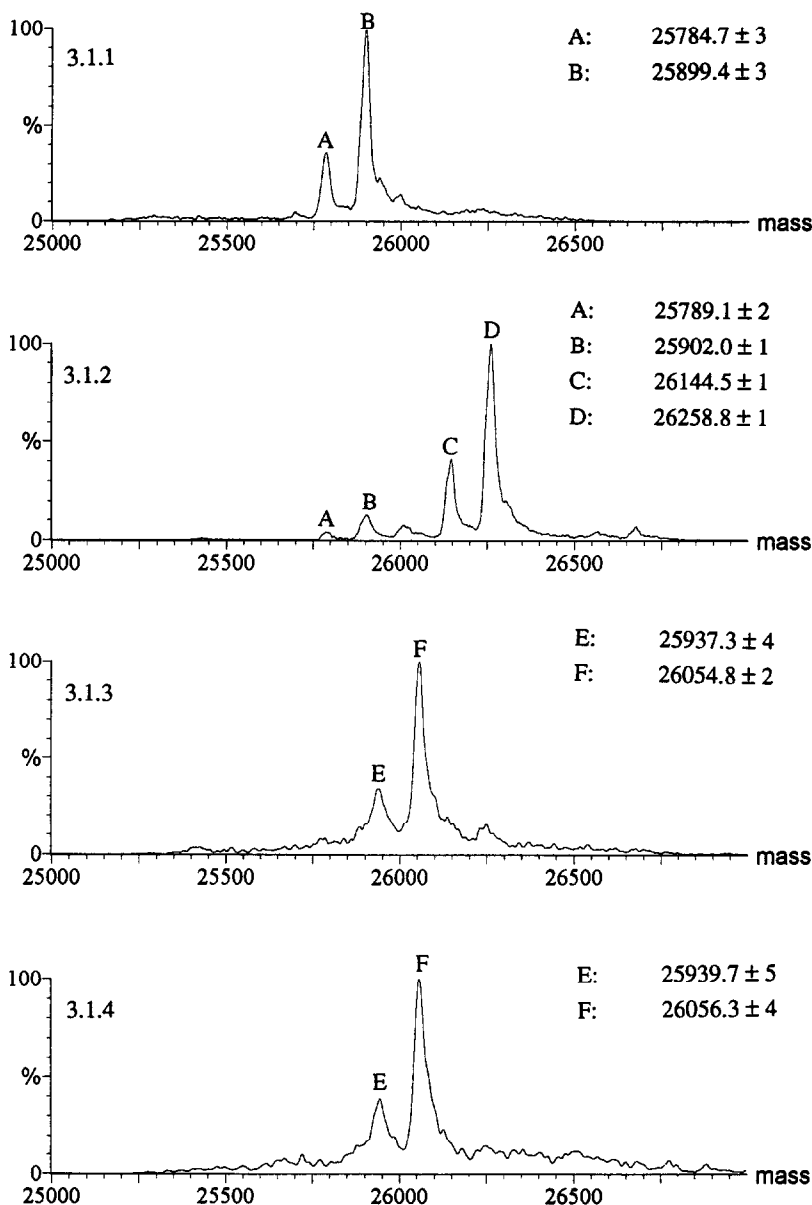 100
%
0
3.1.1
A
B
A: 25784.7 ± 3
B: 25899.4 ± 3
25000 25500 26000 26500 mass
100
%
0
3.1.2
A
B
C
D
A: 25789.1 ± 2
B: 25902.0 ± 1
C: 26144.5 ± 1
D: 26258.8 ± 1
25000 25500 26000 26500 mass
100
%
0
3.1.3
E
F
E: 25937.3 ± 4
F: 26054.8 ± 2
25000 25500 26000 26500 mass
100
%
0
3.1.4
E
F
E: 25939.7 ± 5
F: 26056.3 ± 4
25000 25500 26000 26500 mass